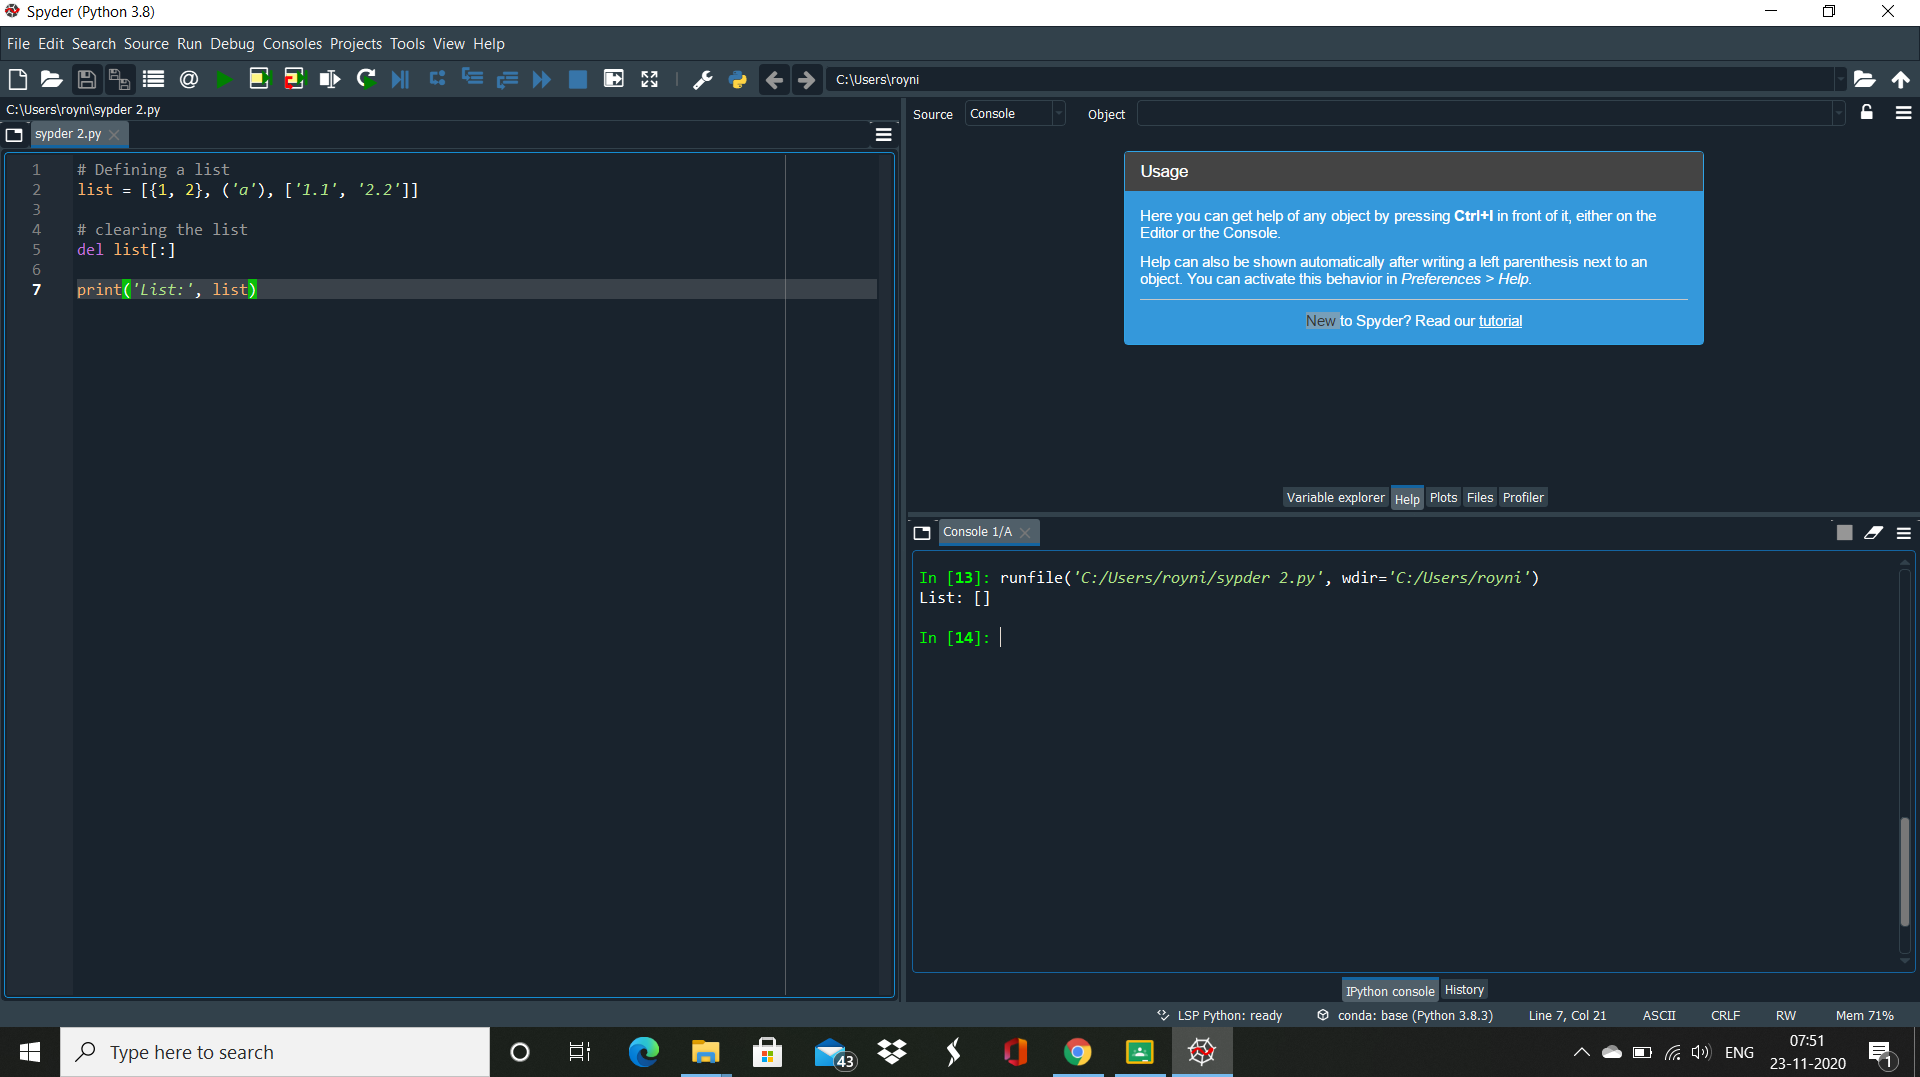 Spyder (Python 3.8)
File Edit Search Source Run Debug Consoles Projects Tools View Help
C:\Users\royni
C:\Users\royni\sypder 2.py
sypder 2.py
1 # Defining a list
2 list = [{1, 2}, ('a'), ['1.1', '2.2']]
3
4 # clearing the list
5 del list[:]
6
7 print('List:', list)
Source Console Object
Usage
Here you can get help of any object by pressing Ctrl+I in front of it, either on the
Editor or the Console.
Help can also be shown automatically after writing a left parenthesis next to an
object. You can activate this behavior in Preferences > Help.
New to Spyder? Read our tutorial
Variable explorer Help Plots Files Profiler
Console 1/A
In [13]: runfile('C:/Users/royni/sypder 2.py', wdir='C:/Users/royni')
List: []
In [14]:
IPython console History
LSP Python: ready conda: base (Python 3.8.3) Line 7, Col 21 ASCII CRLF RW Mem 71%
Type here to search
43
ENG
07:51
23-11-2020
1